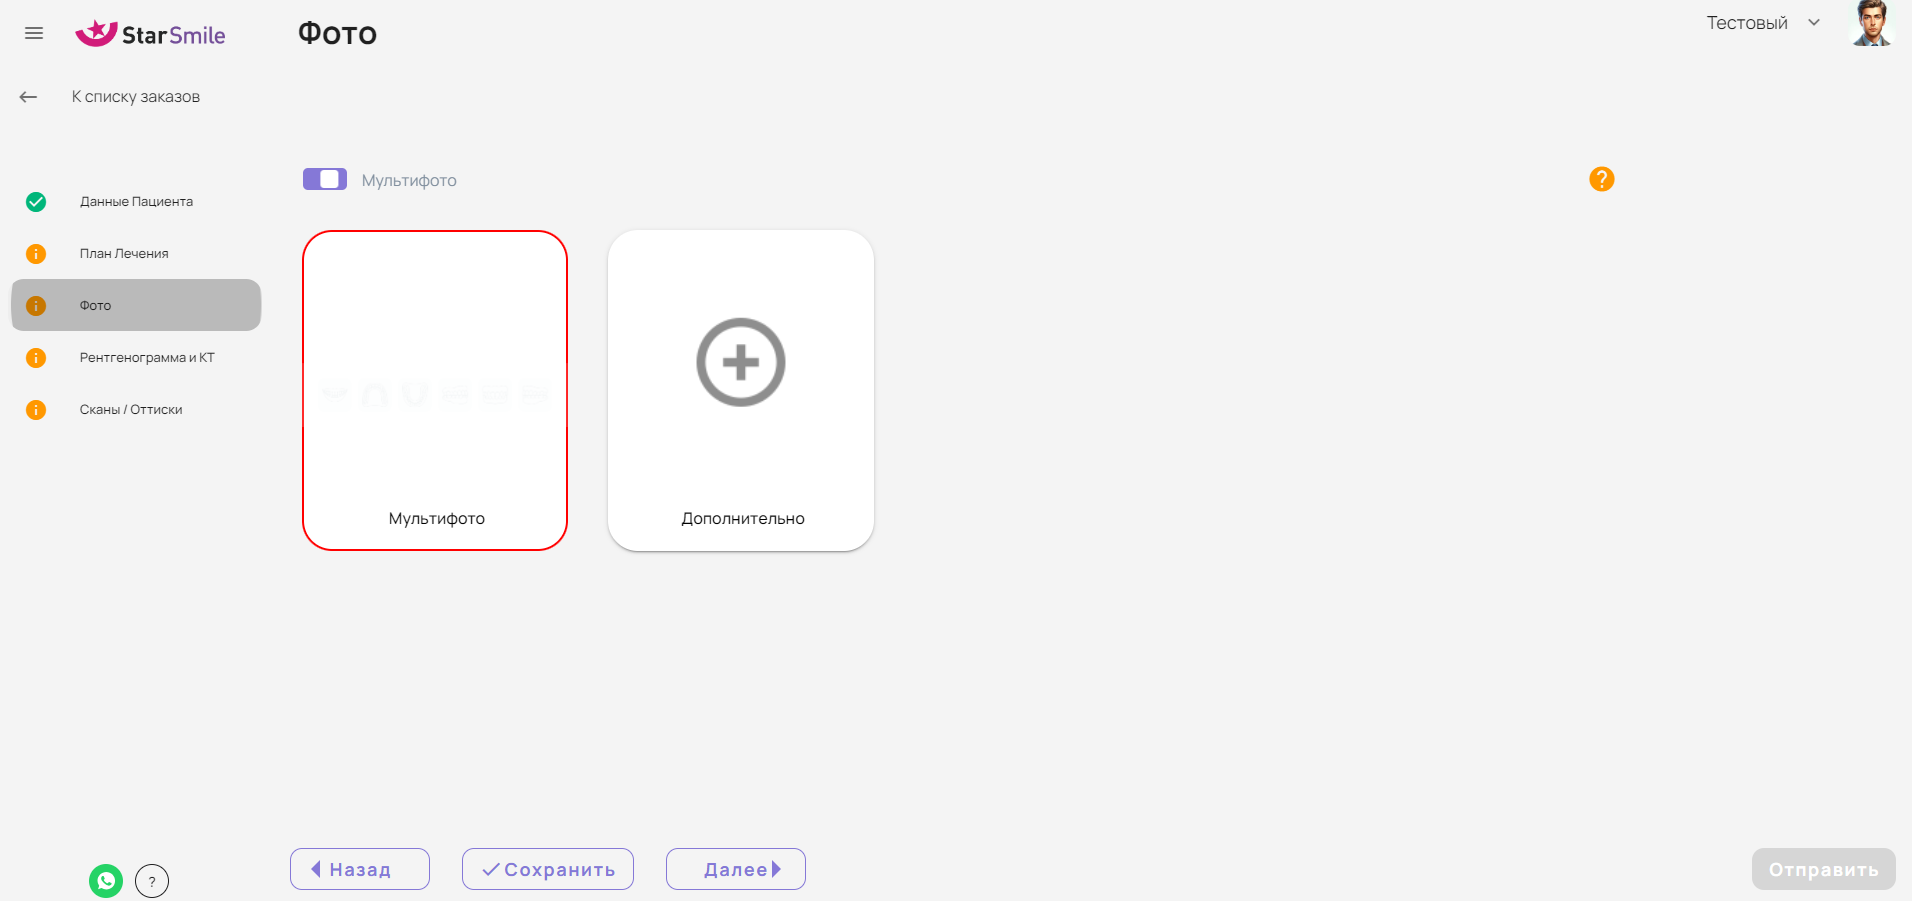 StarSmile
Фото
Тестовый
К списку заказов
Мультифото
?
Данные Пациента
План Лечения
Фото
Рентгенограмма и КТ
Сканы / Оттиски
Мультифото
Дополнительно
Назад
Сохранить
Далее
Отправить
?